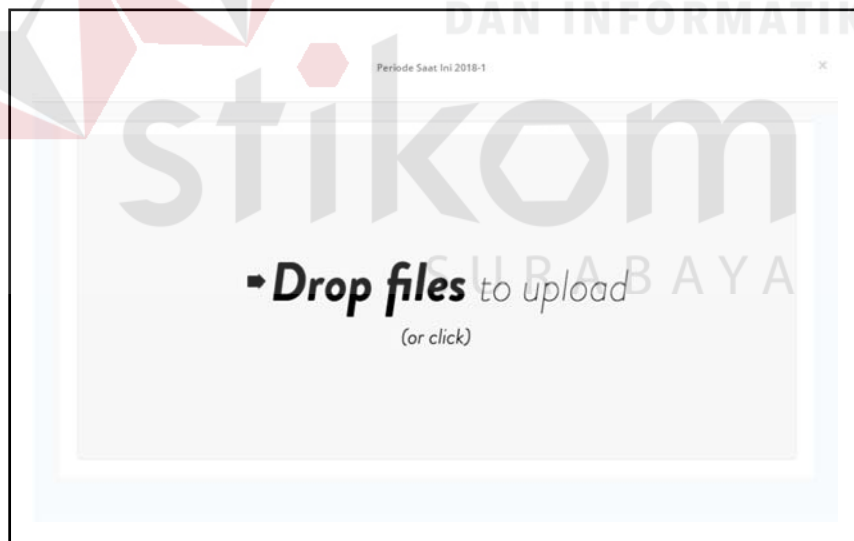 DAN INFORMATIK
Periode Saat Ini 2018-1 ×
stikom
SURABAYA
➡Drop files to upload
(or click)